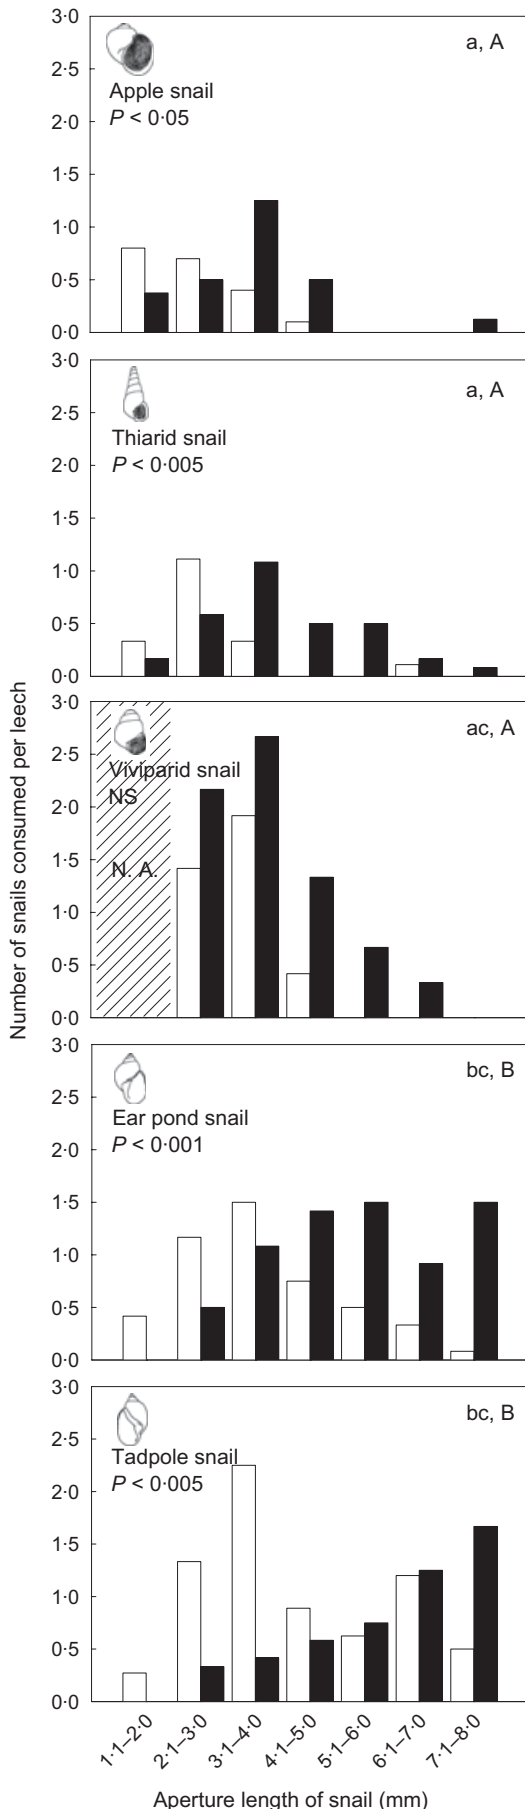 3·0
a, A
2·5
Apple snail
P < 0·05
2·0
1·5
1·0
0·5
0·0
3·0
a, A
2·5
Thiarid snail
P < 0·005
2·0
1·5
1·0
0·5
0·0
Number of snails consumed per leech
3·0
ac, A
2·5
Viviparid snail
NS
2·0
1·5
N. A.
1·0
0·5
0·0
3·0
bc, B
2·5
Ear pond snail
P < 0·001
2·0
1·5
1·0
0·5
0·0
3·0
bc, B
2·5
Tadpole snail
P < 0·005
2·0
1·5
1·0
0·5
0·0
1·1–2·0
2·1–3·0
3·1–4·0
4·1–5·0
5·1–6·0
6·1–7·0
7·1–8·0
Aperture length of snail (mm)